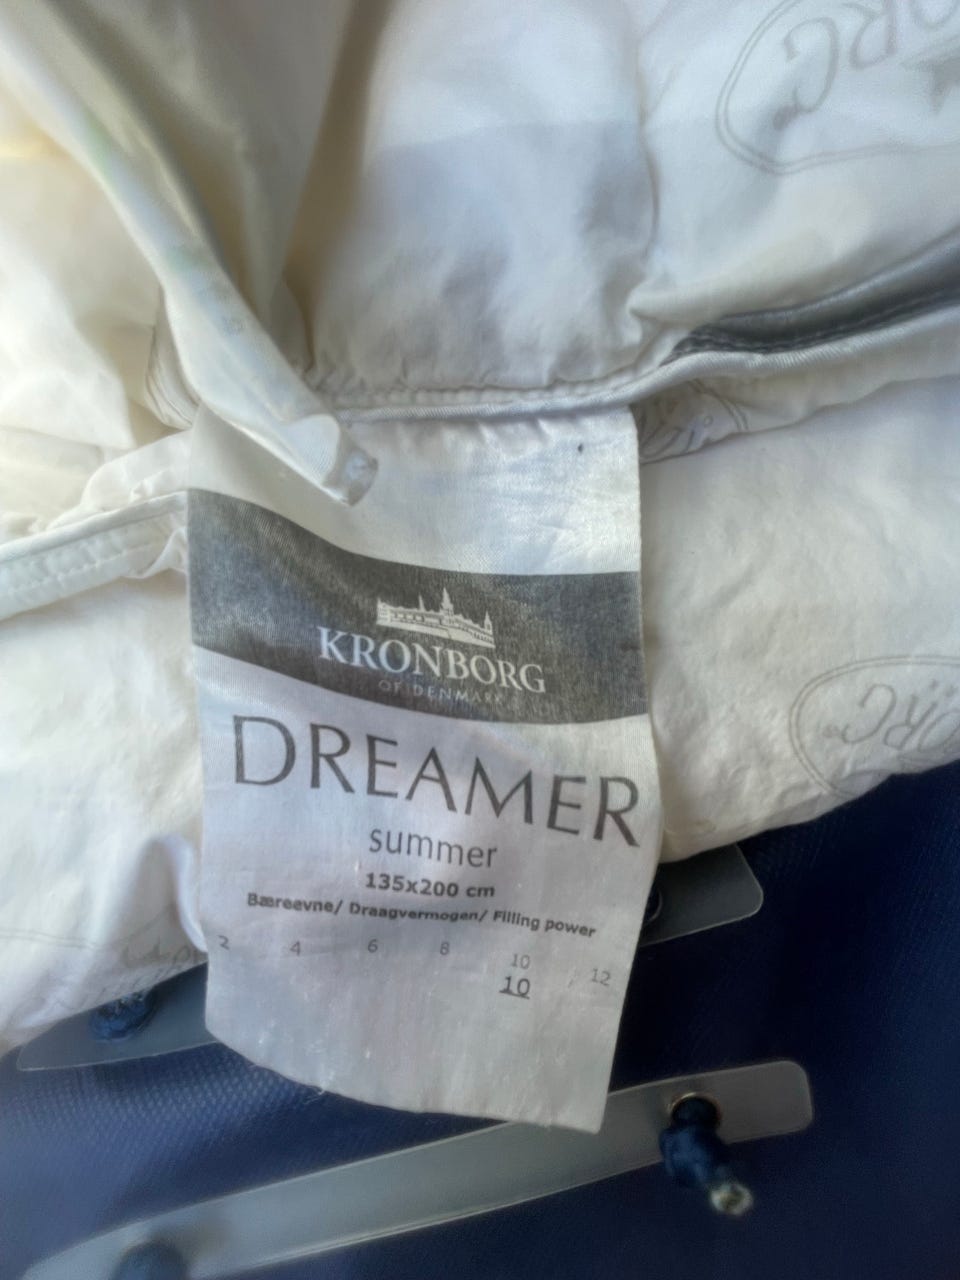 KRONBORG
OF DENMARK
DREAMER
summer
135x200 cm
Bæreevne/ Draagvermogen/ Filling power
2 4 6 8 10 12
10